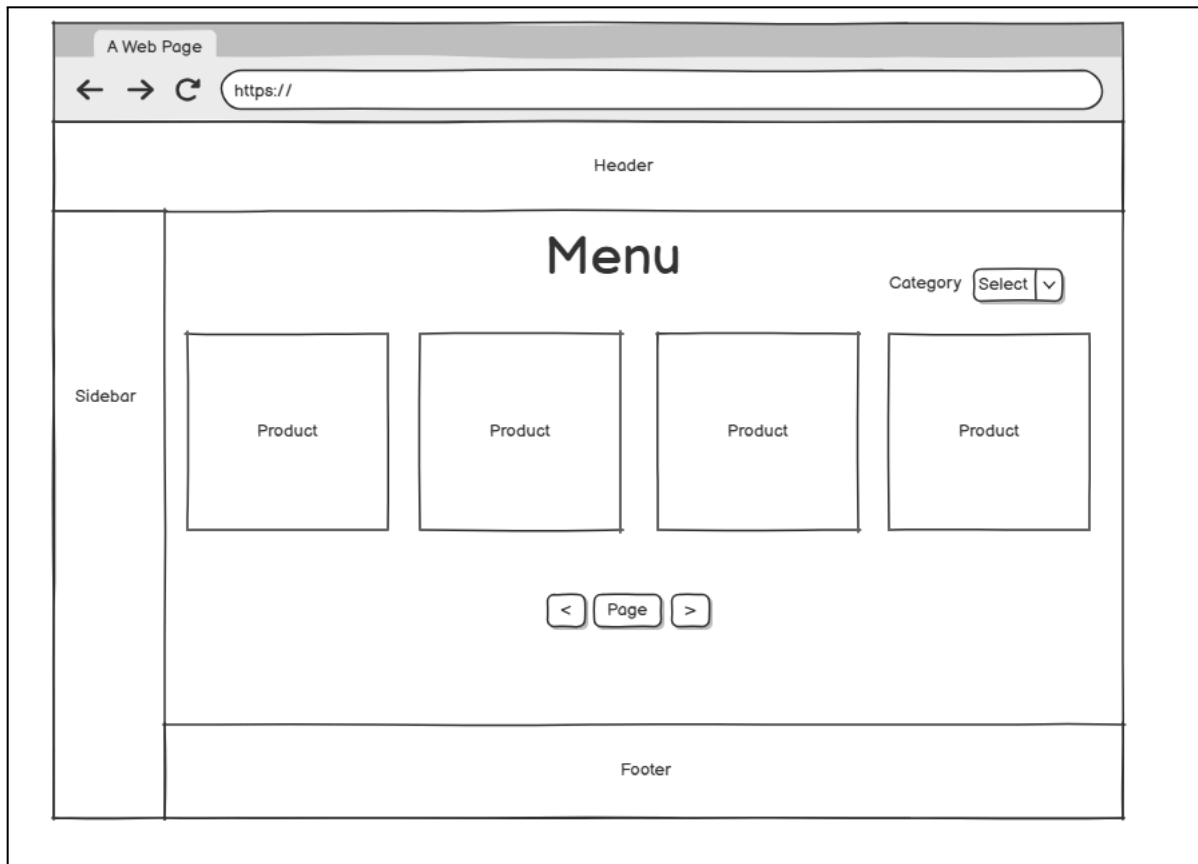 A Web Page
https://
Header
Menu
Category Select
Sidebar
Product Product Product Product
< Page >
Footer